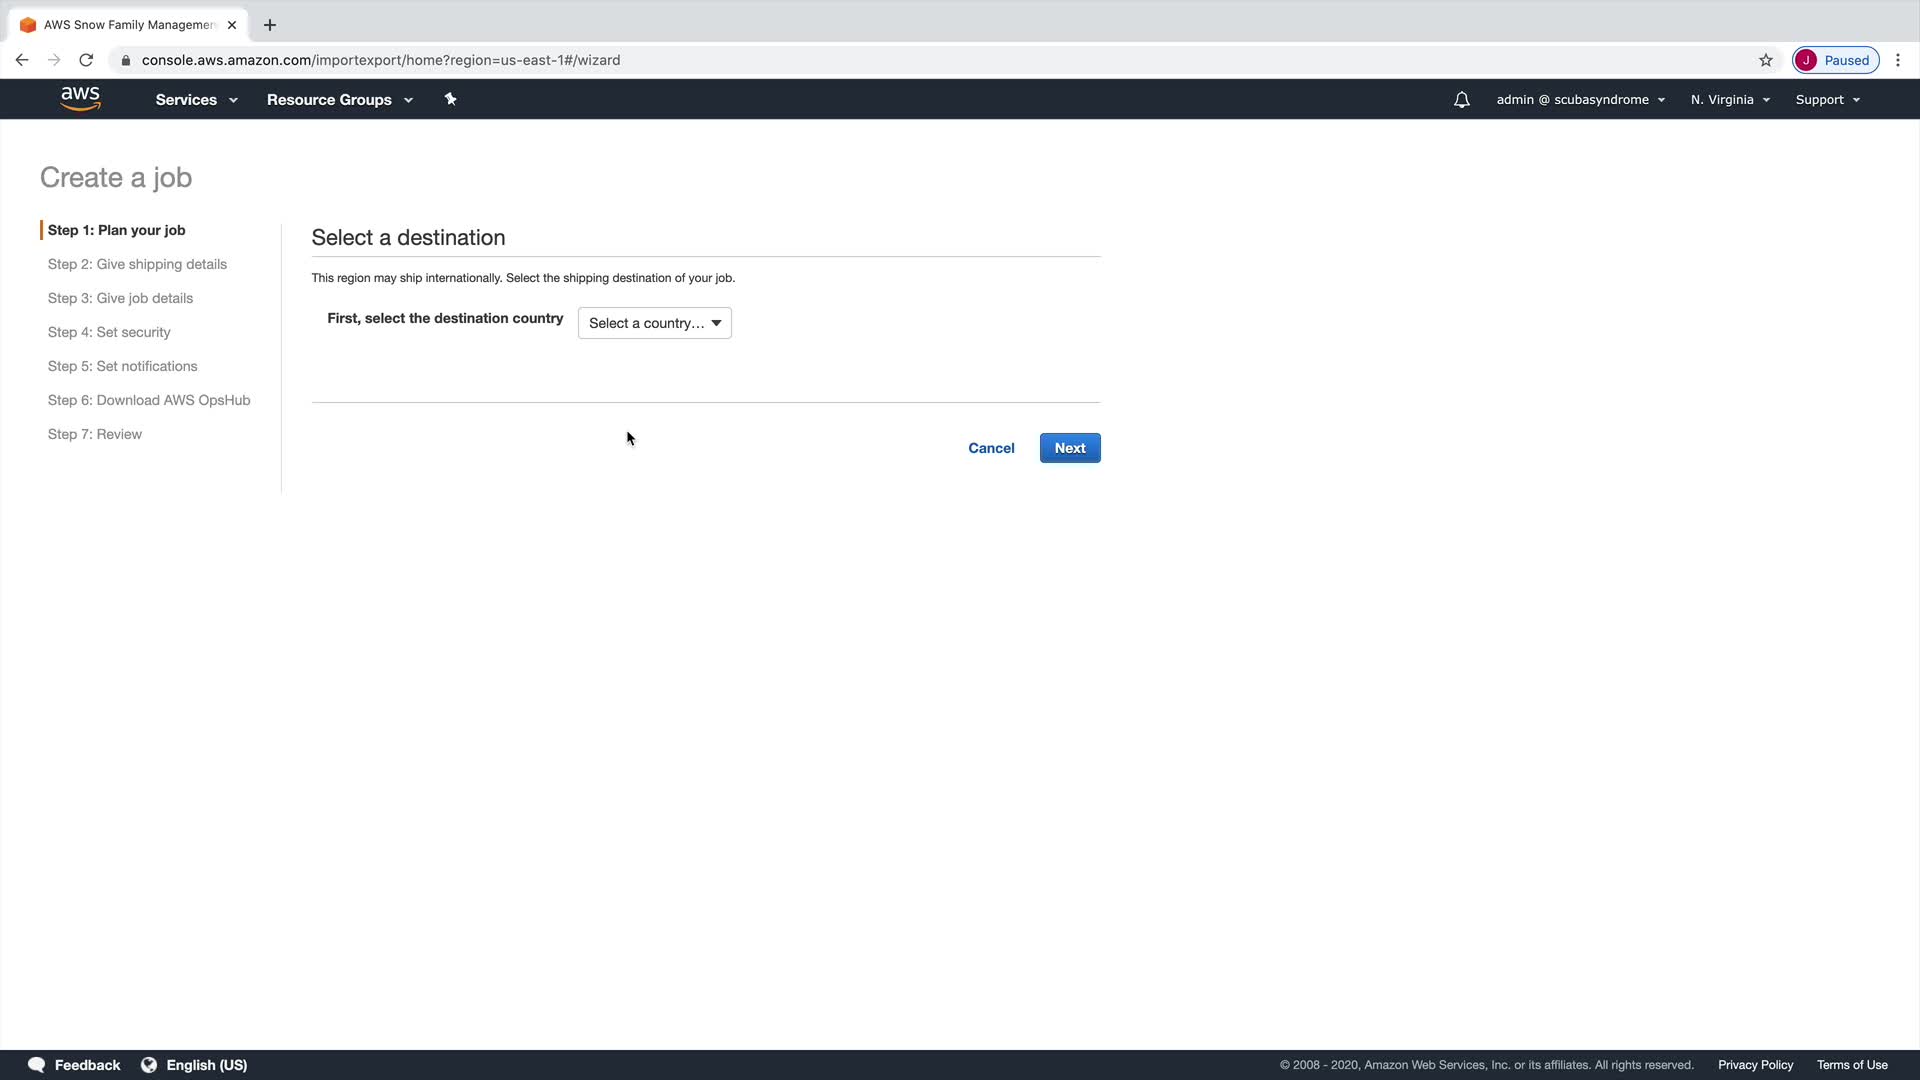 AWS Snow Family Managemen
console.aws.amazon.com/importexport/home?region=us-east-1#/wizard
J Paused
aws Services Resource Groups admin @ scubasyndrome N. Virginia Support
Create a job
Step 1: Plan your job
Step 2: Give shipping details
Step 3: Give job details
Step 4: Set security
Step 5: Set notifications
Step 6: Download AWS OpsHub
Step 7: Review
Select a destination
This region may ship internationally. Select the shipping destination of your job.
First, select the destination country Select a country...
Cancel Next
Feedback English (US) © 2008 - 2020, Amazon Web Services, Inc. or its affiliates. All rights reserved. Privacy Policy Terms of Use